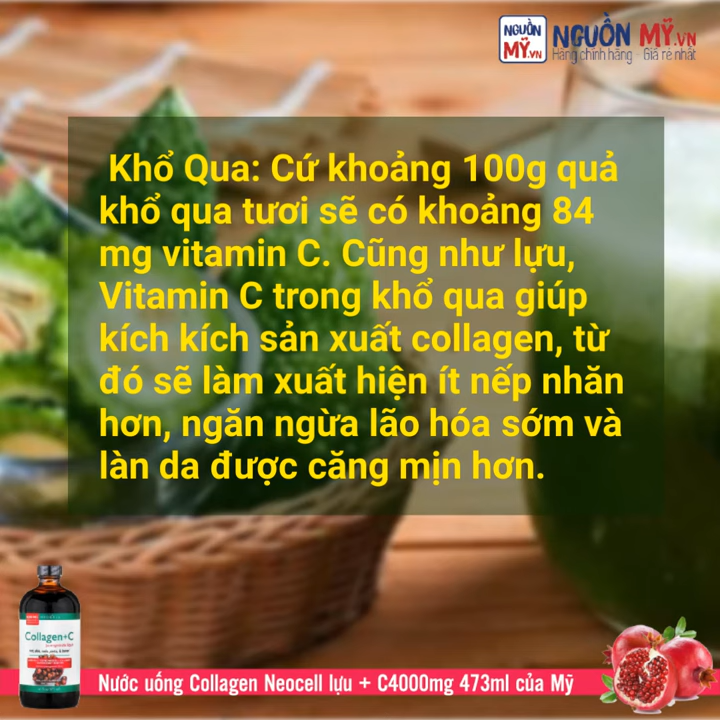 NGUỒN
MỸ.VN
NGUỒN MỸ.VN
Hàng chính hãng - Giá rẻ nhất
Khổ Qua: Cứ khoảng 100g quả
khổ qua tươi sẽ có khoảng 84
mg vitamin C. Cũng như lựu,
Vitamin C trong khổ qua giúp
kích kích sản xuất collagen, từ
đó sẽ làm xuất hiện ít nếp nhăn
hơn, ngăn ngừa lão hóa sớm và
làn da được căng mịn hơn.
Collagen+C
Nước uống Collagen Neocell lựu + C4000mg 473ml của Mỹ